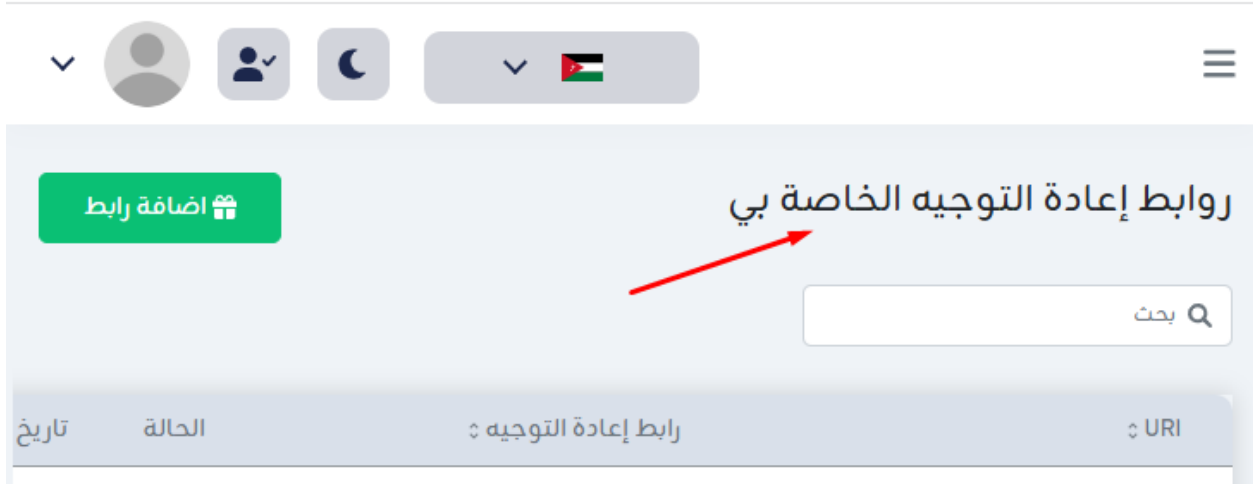 روابط إعادة التوجيه الخاصة بي
اضافة رابط
بحث
URI
رابط إعادة التوجيه
الحالة
تاريخ